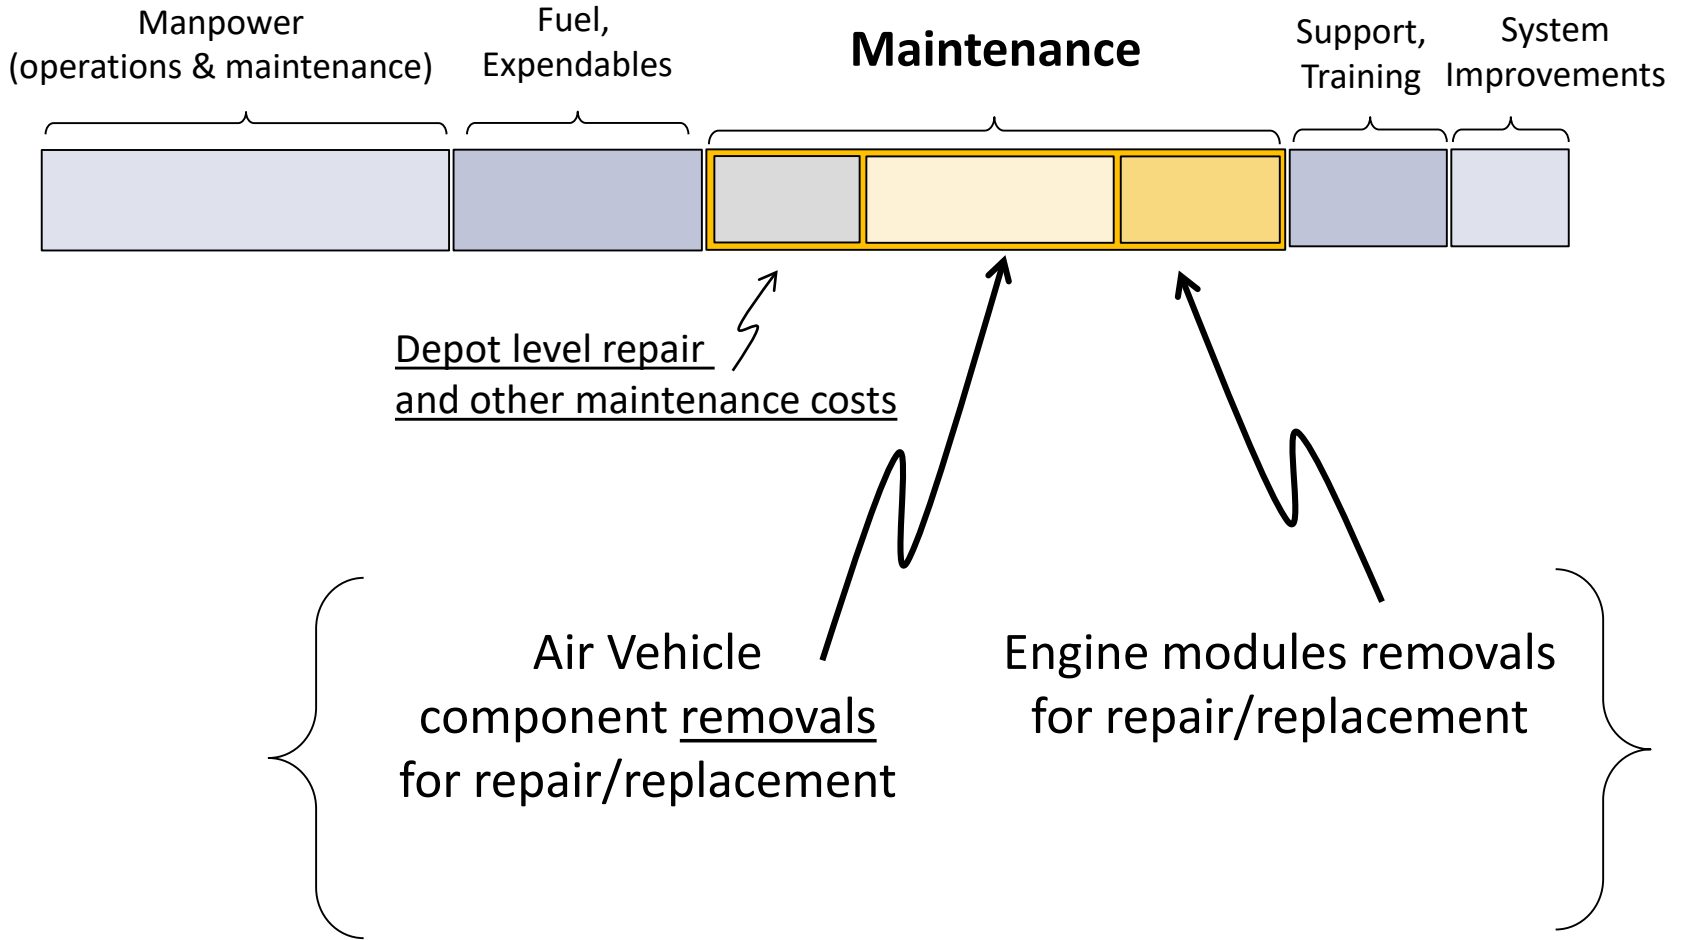 Manpower
(operations & maintenance)
Fuel,
Expendables
Maintenance
Support,
Training
System
Improvements
Depot level repair
and other maintenance costs
Air Vehicle
component removals
for repair/replacement
Engine modules removals
for repair/replacement